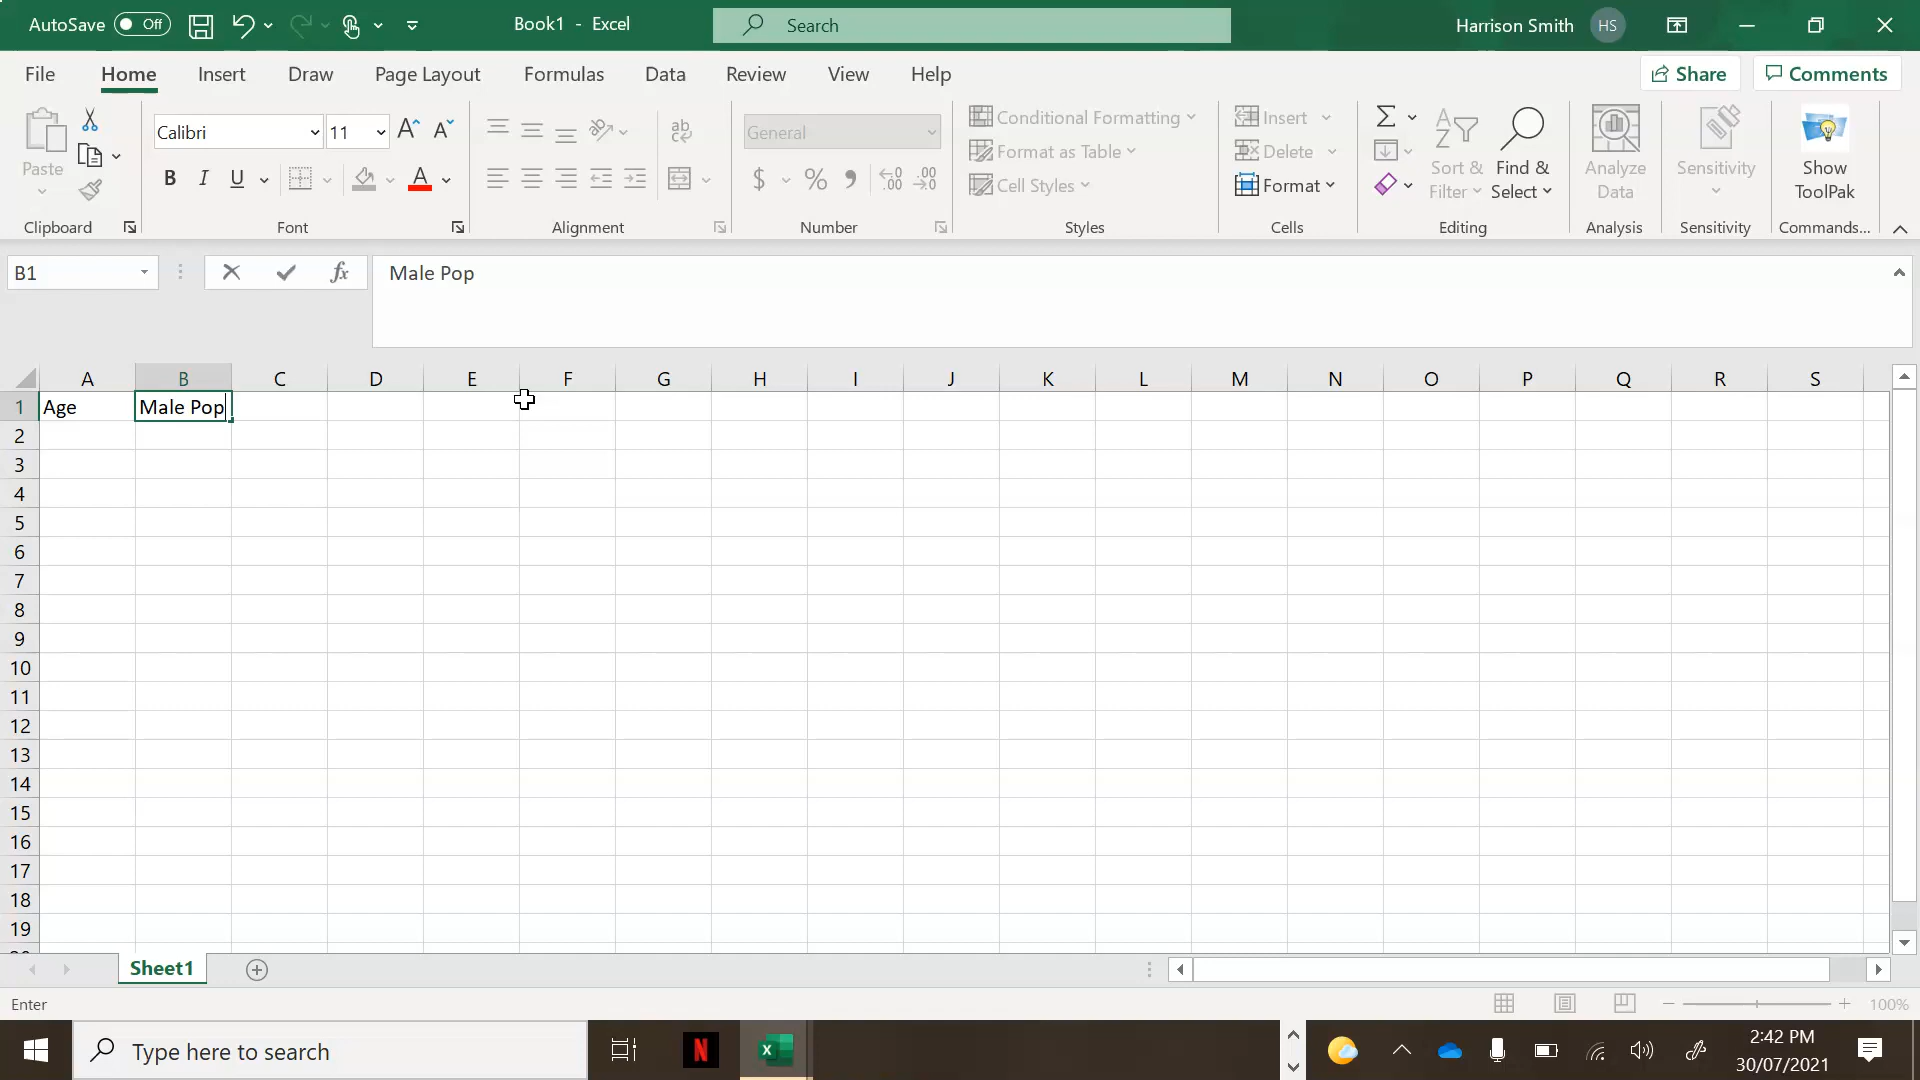 AutoSave Off Book1 - Excel Search Harrison Smith HS
File Home Insert Draw Page Layout Formulas Data Review View Help Share Comments
Paste Calibri 11 A A ab General Conditional Formatting Insert Σ A Z Sort & Filter Find & Select Analyze Data Sensitivity Show ToolPak
Format as Table Delete
B I U A $ % , Cell Styles Format
Clipboard Font Alignment Number Styles Cells Editing Analysis Sensitivity Commands...
B1 fx Male Pop
A B C D E F G H I J K L M N O P Q R S
1 Age Male Pop
2
3
4
5
6
7
8
9
10
11
12
13
14
15
16
17
18
19
Sheet1
Enter 100%
Type here to search N X 2:42 PM
30/07/2021